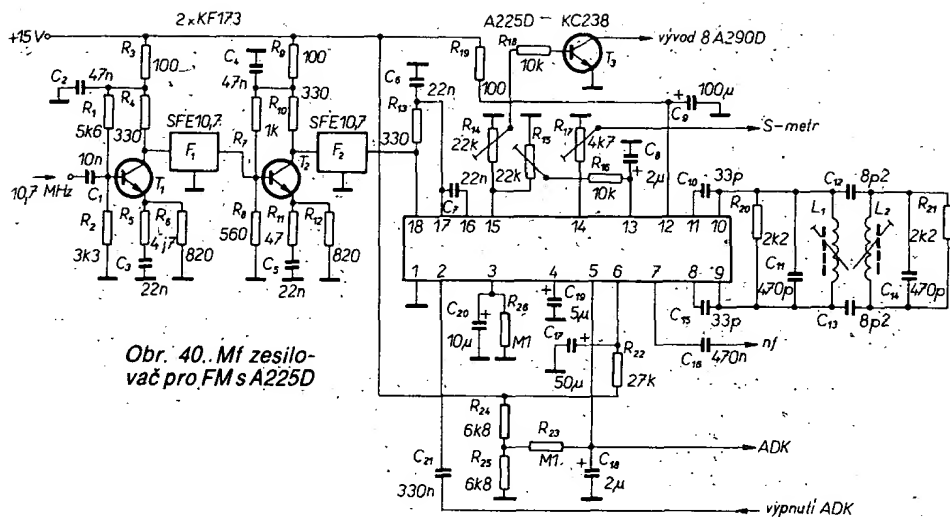 2xKF173
A225D – KC238
+15V
vývod 8 A290D
R3
100
C4
47n
R9
100
R18
10k
T3
R19
100
C2
47n
R1
5k6
R4
330
R10
330
1k
C6
22n
R13
330
R14
22k
R15
22k
R17
4k7
S-metr
C9
100µ
SFE10,7
F1
R7
SFE10,7
F2
R16
10k
C8
2µ
10n
C1
10,7 MHz
T1
T2
C7
22n
C10
33p
C12
8p2
R2
3k3
R5
4j7
R6
820
C3
22n
R8
560
R11
47
R12
820
C5
22n
18 17 16 15 14 13 12 11 10
1 2 3 4 5 6 7 8 9
R20
2k2
C11
470p
L1
L2
R21
2k2
C14
470p
C13
8p2
C15
33p
C16
470n
nf
C20
10µ
R26
M1
C19
5µ
C17
50µ
R22
27k
Obr. 40. Mf zesilo-
vač pro FM s A225D
R24
6k8
R23
M1
ADK
R25
6k8
C18
2µ
C21
330n
vypnutí ADK